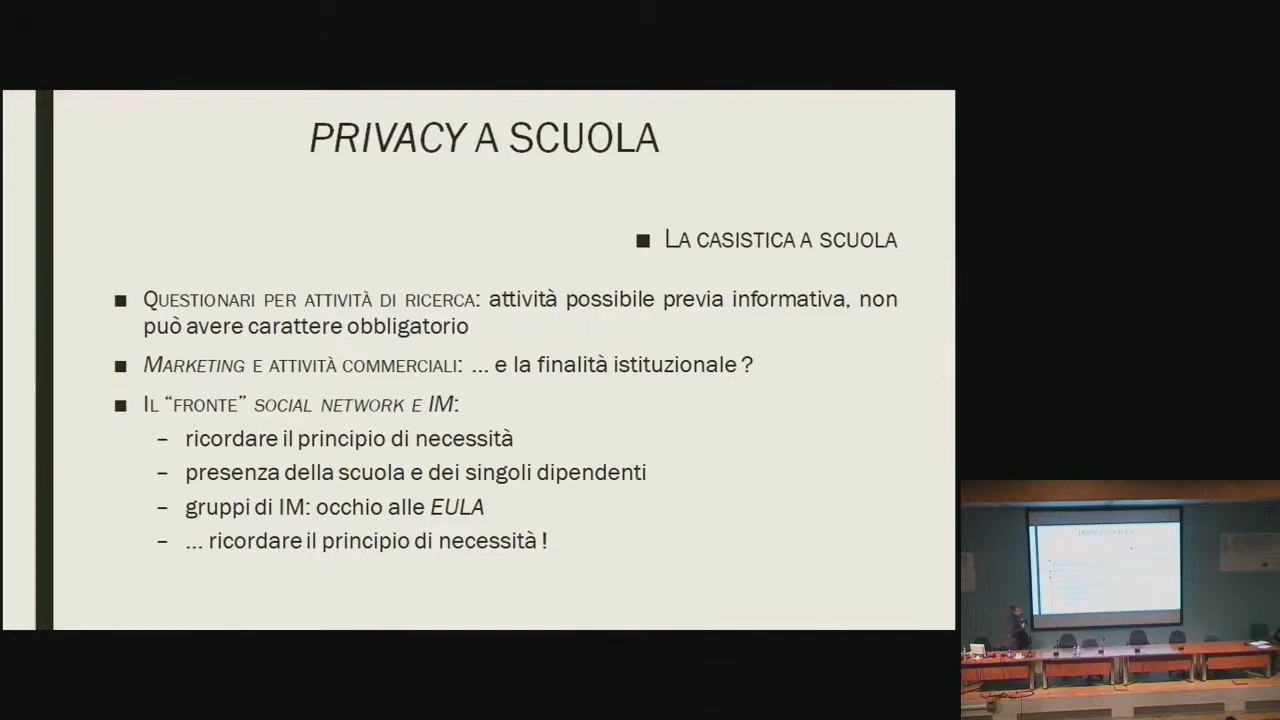 PRIVACY A SCUOLA
■ LA CASISTICA A SCUOLA
■ QUESTIONARI PER ATTIVITÀ DI RICERCA: attività possibile previa informativa, non
può avere carattere obbligatorio
■ MARKETING E ATTIVITÀ COMMERCIALI: ... e la finalità istituzionale ?
■ IL “FRONTE” SOCIAL NETWORK E IM:
– ricordare il principio di necessità
– presenza della scuola e dei singoli dipendenti
– gruppi di IM: occhio alle EULA
– ... ricordare il principio di necessità !